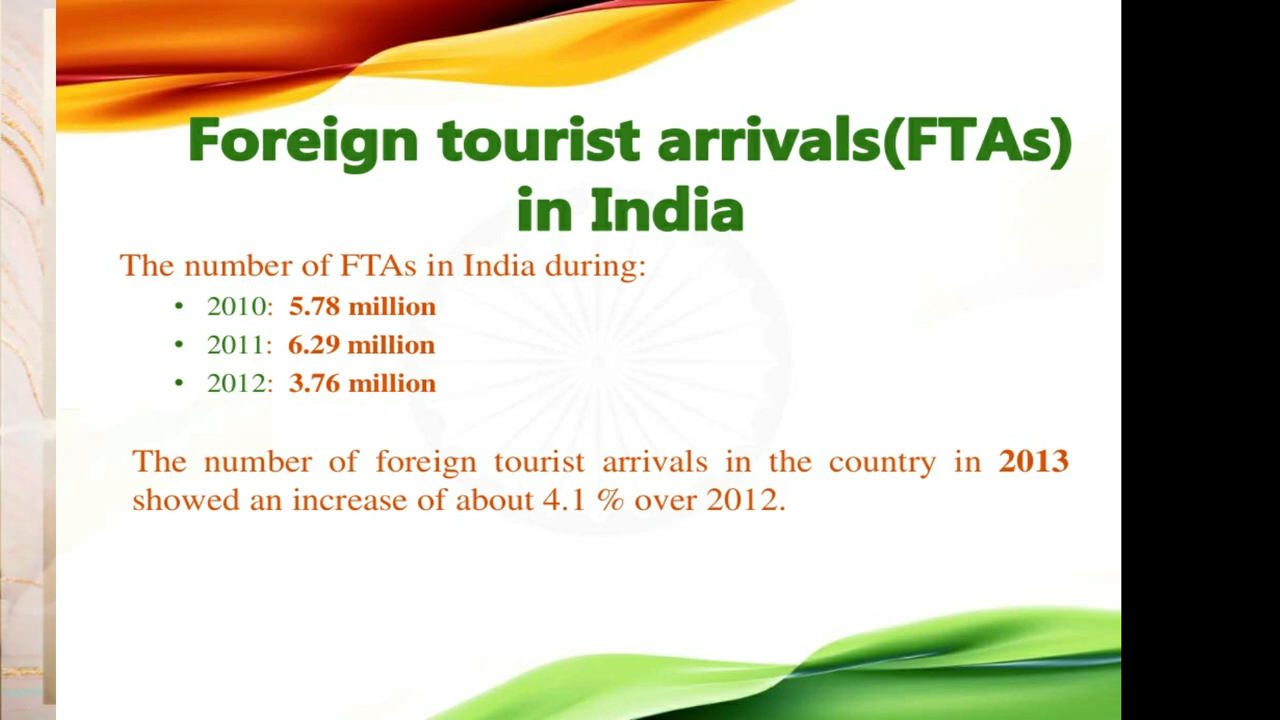 Foreign tourist arrivals(FTAs)
in India
The number of FTAs in India during:
• 2010: 5.78 million
• 2011: 6.29 million
• 2012: 3.76 million
The number of foreign tourist arrivals in the country in 2013
showed an increase of about 4.1 % over 2012.